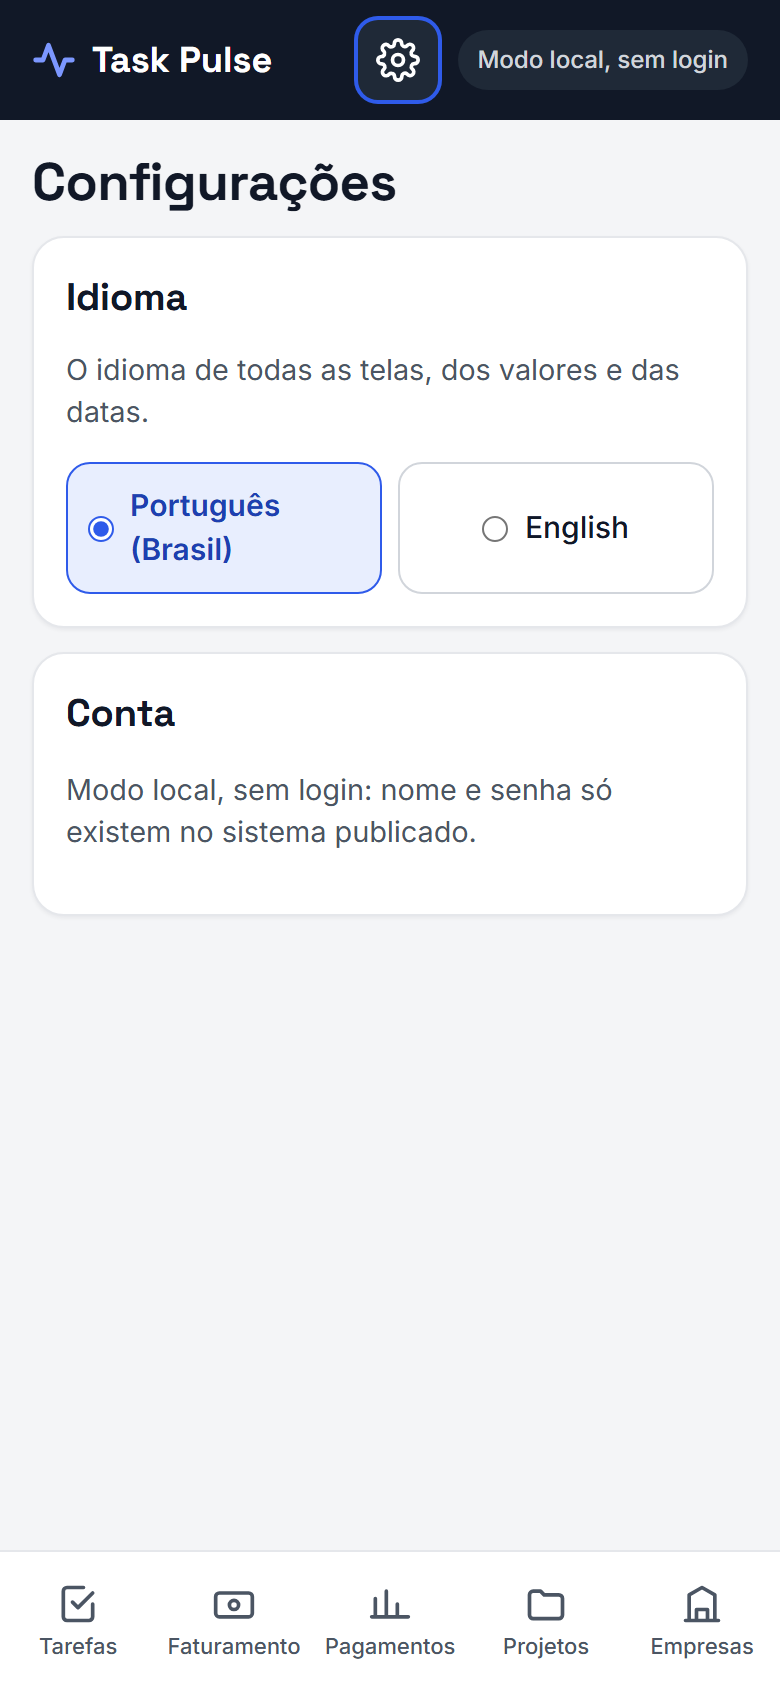 Task Pulse
Modo local, sem login
Configurações
Idioma
O idioma de todas as telas, dos valores e das
datas.
Português
(Brasil)
English
Conta
Modo local, sem login: nome e senha só
existem no sistema publicado.
Tarefas
Faturamento
Pagamentos
Projetos
Empresas